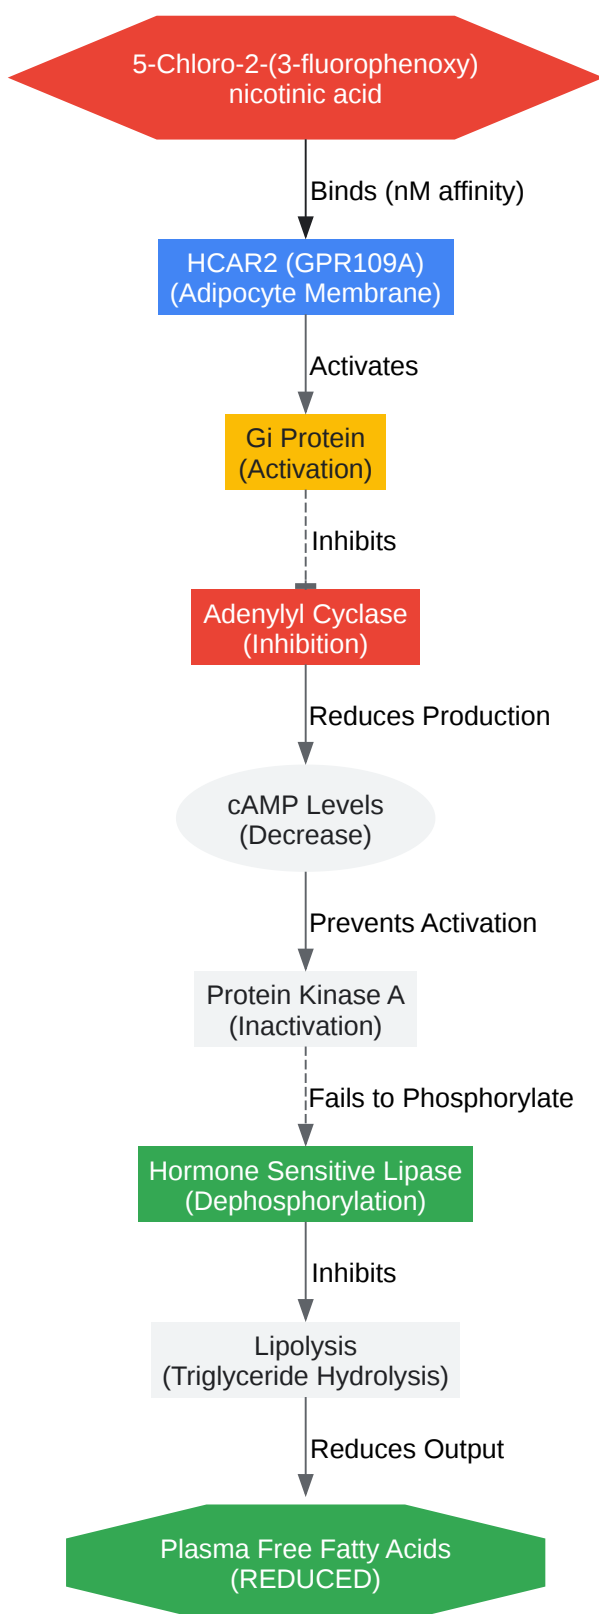 5-Chloro-2-(3-fluorophenoxy)
nicotinic acid
Binds (nM affinity)
HCAR2 (GPR109A)
(Adipocyte Membrane)
Activates
Gi Protein
(Activation)
Inhibits
Adenylyl Cyclase
(Inhibition)
Reduces Production
cAMP Levels
(Decrease)
Prevents Activation
Protein Kinase A
(Inactivation)
Fails to Phosphorylate
Hormone Sensitive Lipase
(Dephosphorylation)
Inhibits
Lipolysis
(Triglyceride Hydrolysis)
Reduces Output
Plasma Free Fatty Acids
(REDUCED)